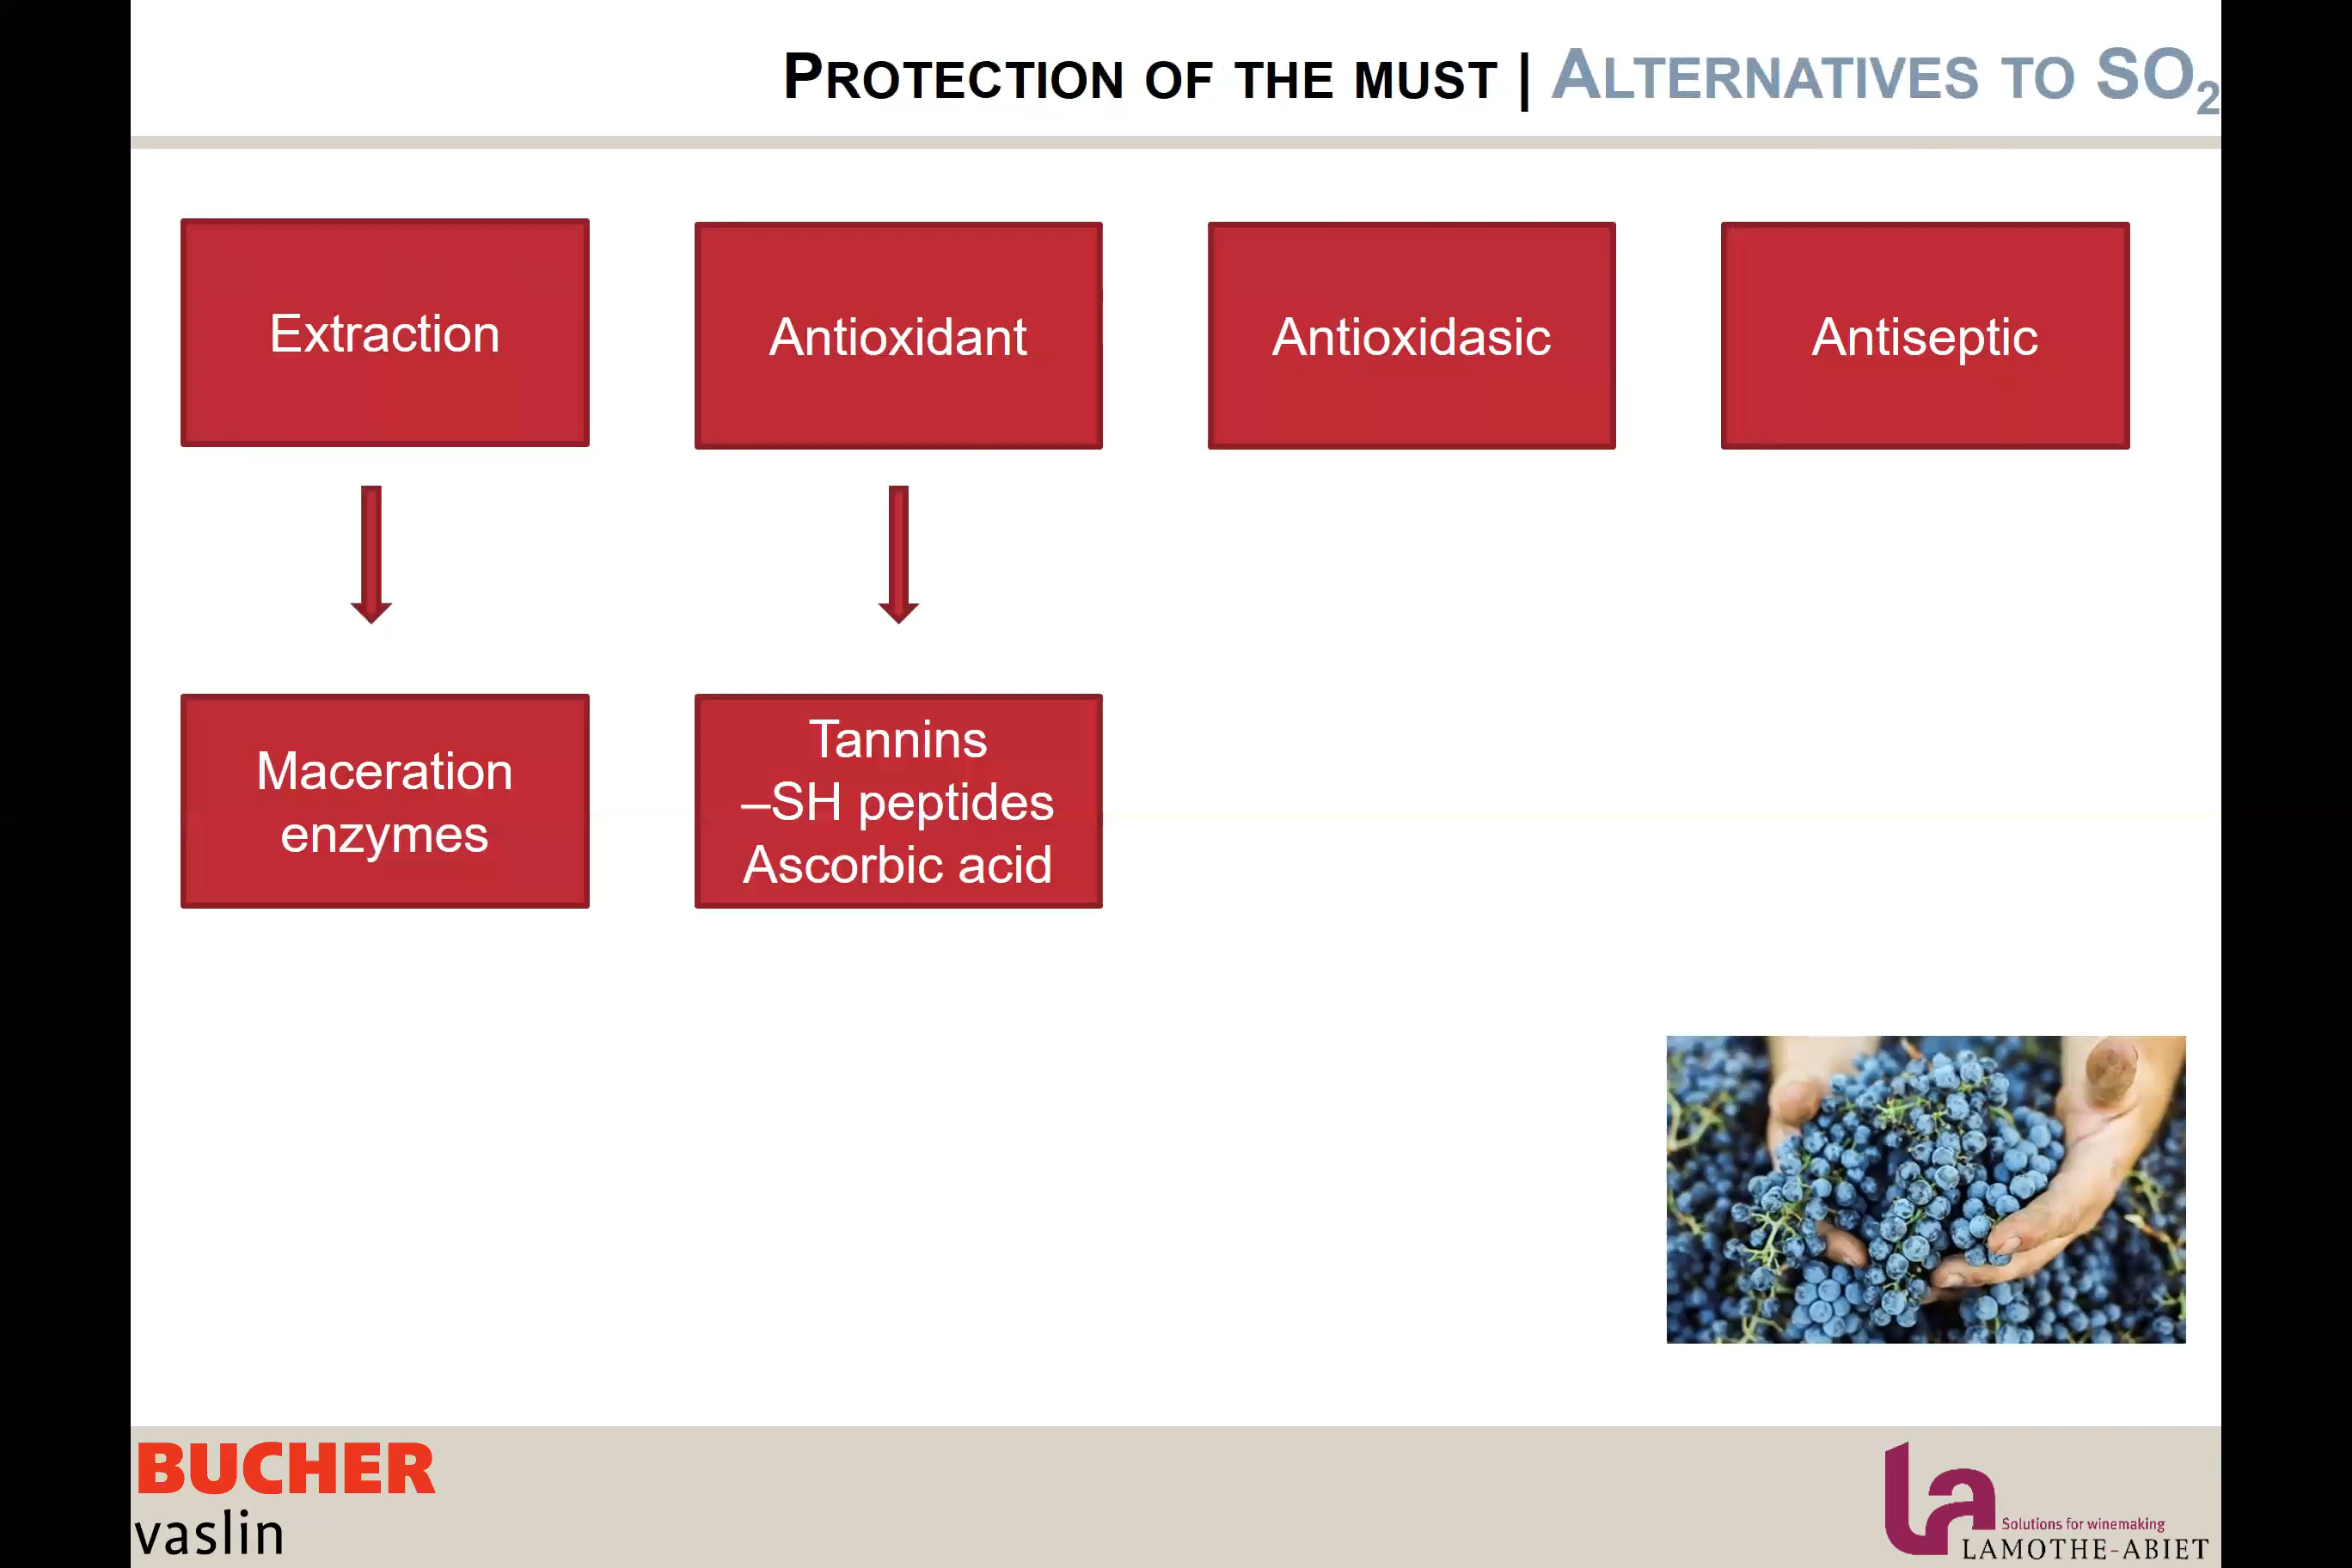 PROTECTION OF THE MUST | ALTERNATIVES TO SO2
Extraction
Antioxidant
Antioxidasic
Antiseptic
Maceration
enzymes
Tannins
–SH peptides
Ascorbic acid
BUCHER
vaslin
la
Solutions for winemaking
LAMOTHE-ABIET